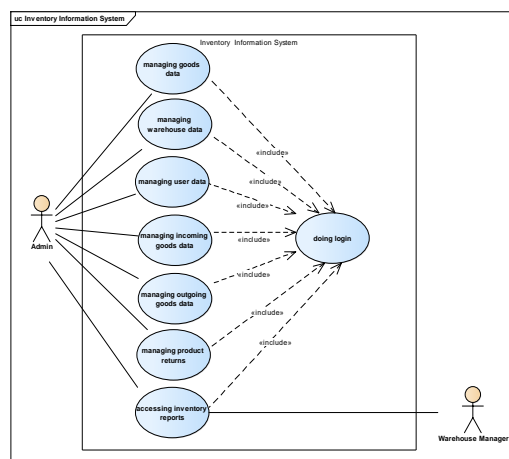 uc Inventory Information System
Inventory Information System
managing goods
data
managing
warehouse data
managing user data
managing incoming
goods data
managing outgoing
goods data
managing product
returns
accessing inventory
reports
«include»
«include»
«include»
«include»
«include»
«include»
«include»
doing login
Admin
Warehouse Manager